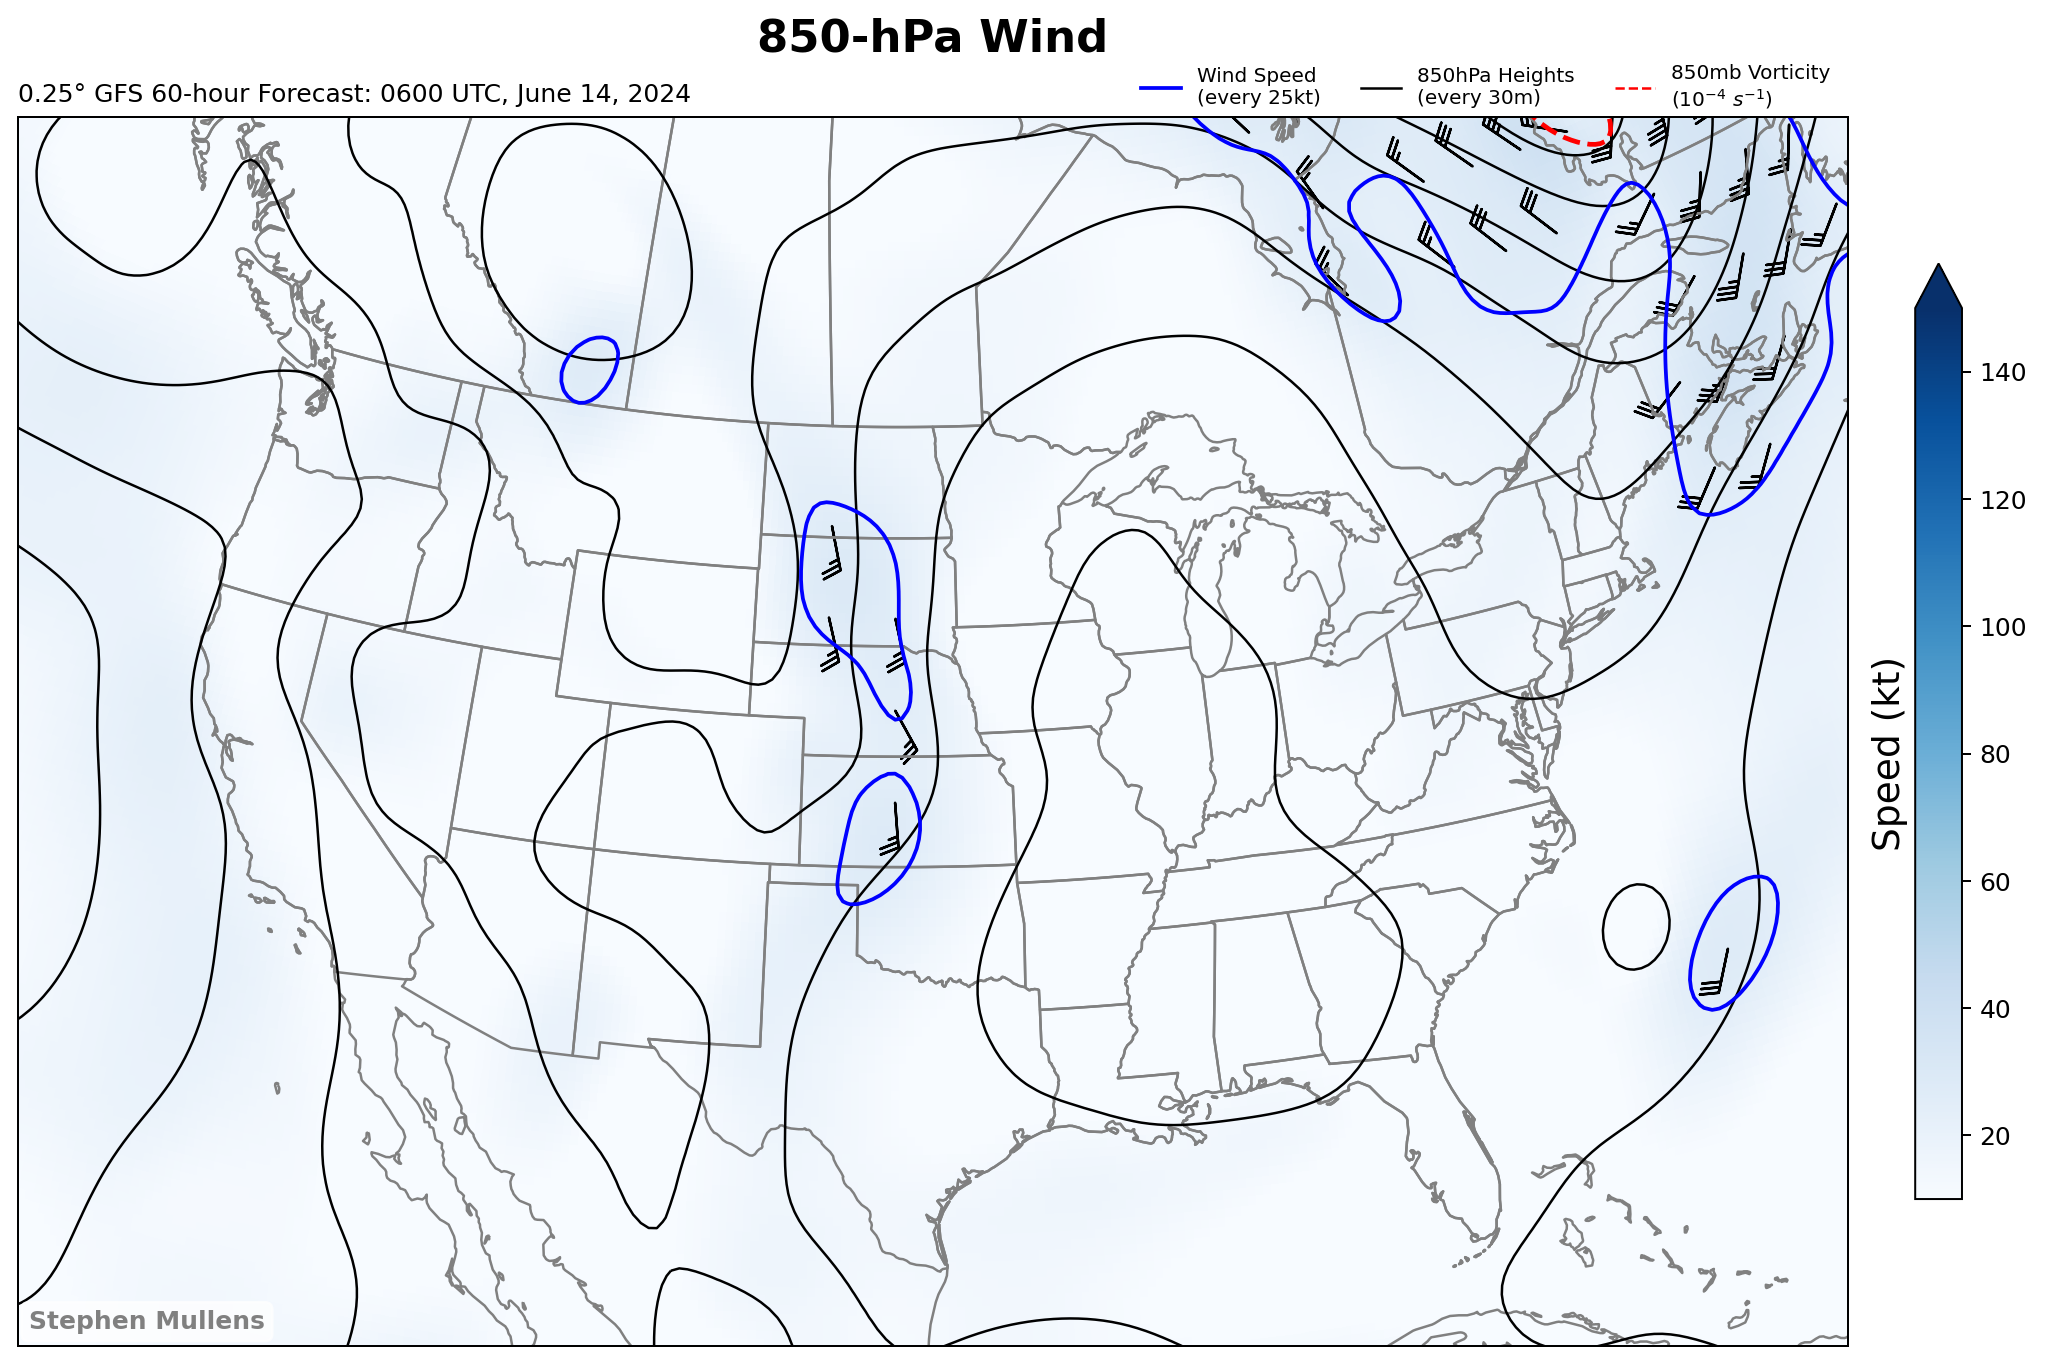 850-hPa Wind
0.25° GFS 60-hour Forecast: 0600 UTC, June 14, 2024
Wind Speed
(every 25kt)
850hPa Heights
(every 30m)
850mb Vorticity
(10⁻⁴ s⁻¹)
140
120
100
80
60
40
20
Speed (kt)
Stephen Mullens